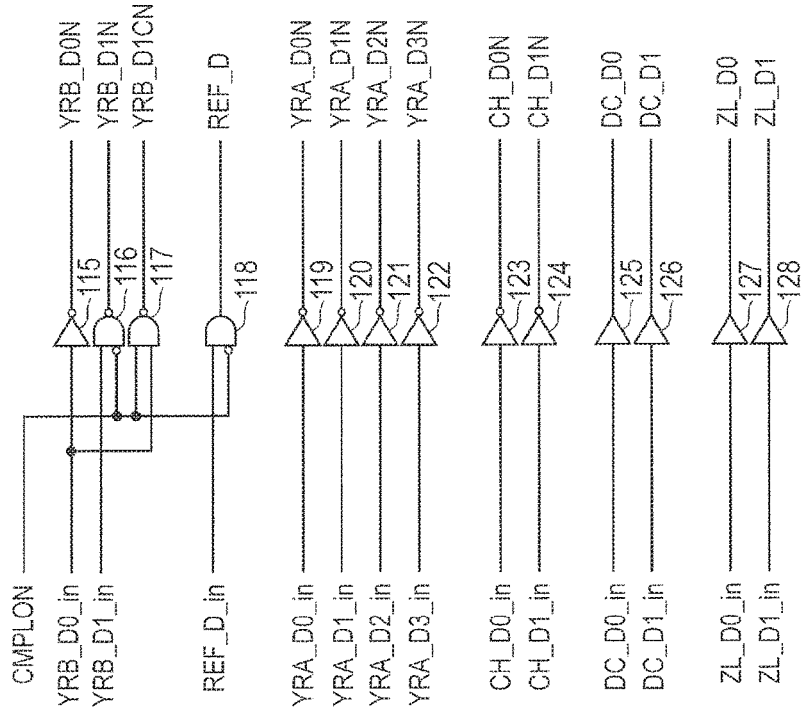 CMPLON
YRB_D0_in 115 YRB_D0N
YRB_D1_in 116 YRB_D1N
117 YRB_D1CN
REF_D_in 118 REF_D
YRA_D0_in 119 YRA_D0N
YRA_D1_in 120 YRA_D1N
YRA_D2_in 121 YRA_D2N
YRA_D3_in 122 YRA_D3N
CH_D0_in 123 CH_D0N
CH_D1_in 124 CH_D1N
DC_D0_in 125 DC_D0
DC_D1_in 126 DC_D1
ZL_D0_in 127 ZL_D0
ZL_D1_in 128 ZL_D1